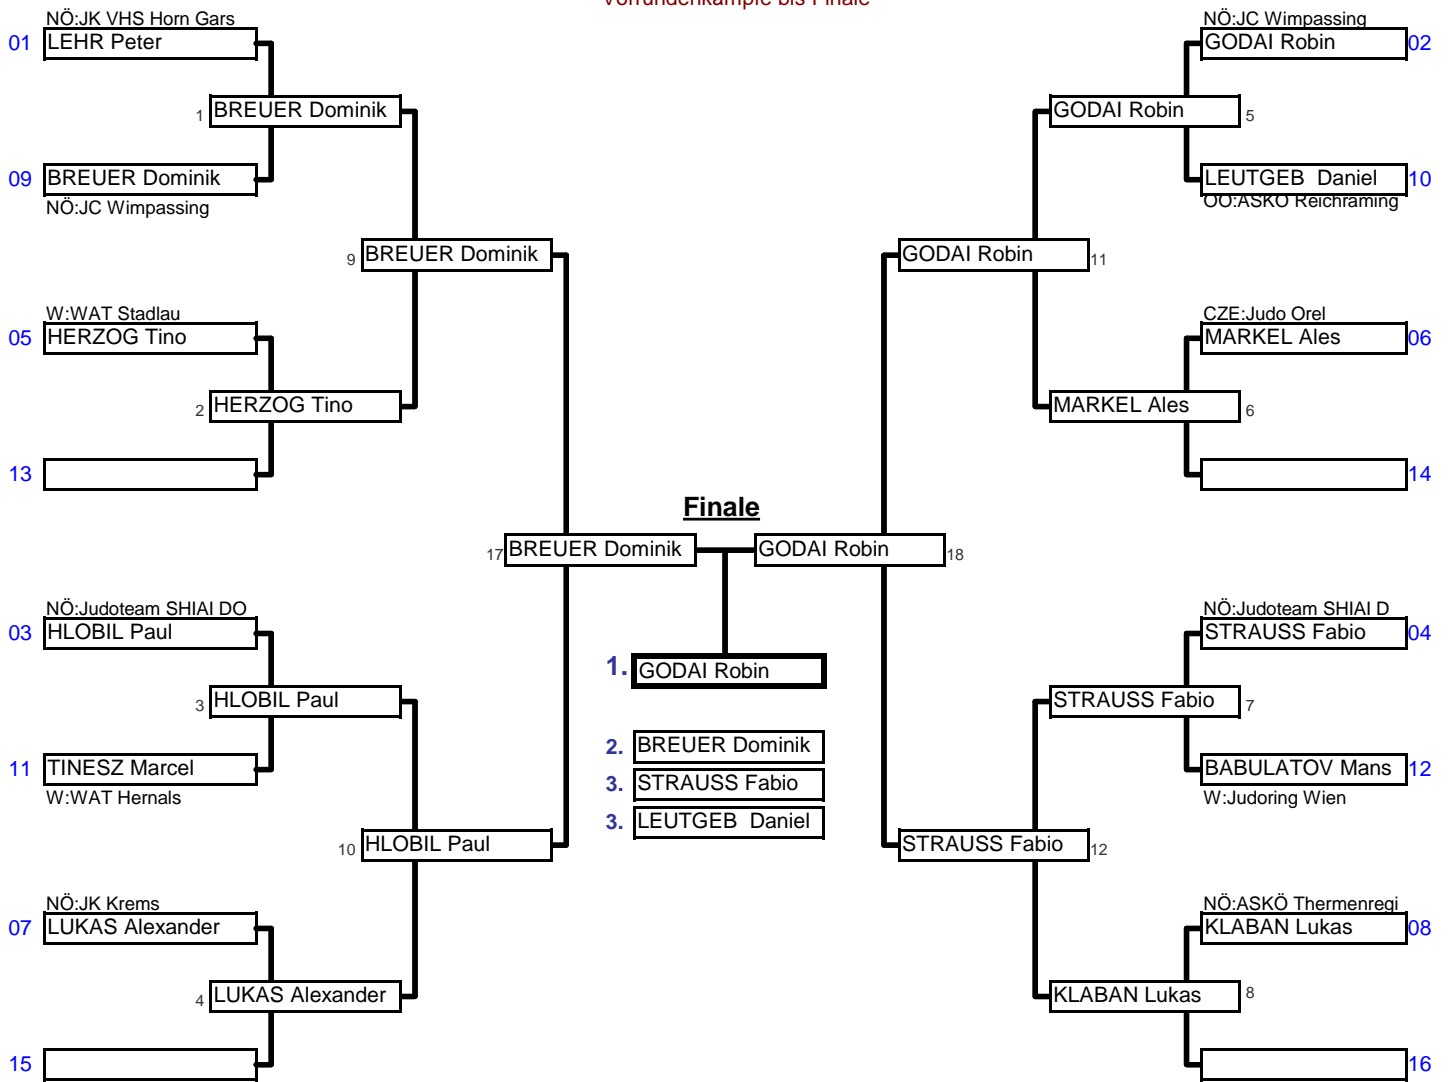 Vorrundenkämpfe bis Finale
NÖ:JK VHS Horn Gars
01 LEHR Peter
1 BREUER Dominik
09 BREUER Dominik
NÖ:JC Wimpassing
9 BREUER Dominik
W:WAT Stadlau
05 HERZOG Tino
2 HERZOG Tino
13
17 BREUER Dominik
NÖ:Judoteam SHIAI DO
03 HLOBIL Paul
3 HLOBIL Paul
11 TINESZ Marcel
W:WAT Hernals
10 HLOBIL Paul
NÖ:JK Krems
07 LUKAS Alexander
4 LUKAS Alexander
15
Finale
1. GODAI Robin
2. BREUER Dominik
3. STRAUSS Fabio
3. LEUTGEB Daniel
NÖ:JC Wimpassing
GODAI Robin 02
GODAI Robin 5
LEUTGEB Daniel 10
OÖ:ASKÖ Reichraming
GODAI Robin 11
CZE:Judo Orel
MARKEL Ales 06
MARKEL Ales 6
14
GODAI Robin 18
NÖ:Judoteam SHIAI D
STRAUSS Fabio 04
STRAUSS Fabio 7
BABULATOV Mans 12
W:Judoring Wien
STRAUSS Fabio 12
NÖ:ASKÖ Thermenregi
KLABAN Lukas 08
KLABAN Lukas 8
16